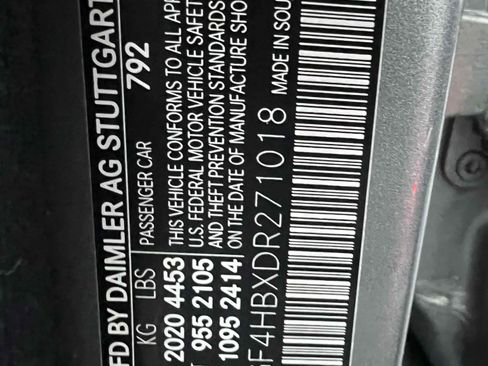 FD BY DAIMLER AG STUTTGART
792
KG LBS PASSENGER CAR
2020 4453 THIS VEHICLE CONFORMS TO ALL APP
955 2105 U.S. FEDERAL MOTOR VEHICLE SAFET
1095 2414 AND THEFT PREVENTION STANDARDS
EFFECT ON THE DATE OF MANUFACTURE SHO
F4HBXDR271018 MADE IN SOU